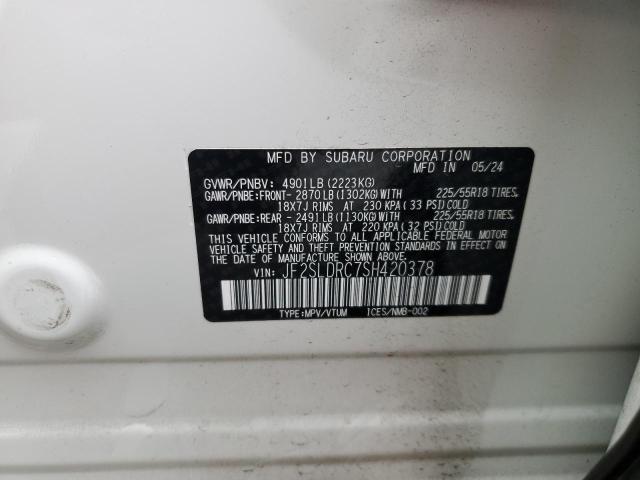 MFD BY SUBARU CORPORATION
MFD IN 05/24
GVWR/PNBV: 4901LB (2223KG)
GAWR/PNBE:FRONT- 2870LB (1302KG)WITH 225/55R18 TIRES,
18X7J RIMS AT 230 KPA (33 PSI)COLD
GAWR/PNBE:REAR - 2491LB (1130KG)WITH 225/55R18 TIRES,
18X7J RIMS AT 220 KPA (32 PSI)COLD
THIS VEHICLE CONFORMS TO ALL APPLICABLE FEDERAL MOTOR
VEHICLE SAFETY AND THEFT PREVENTION STANDARDS IN EFFECT ON
THE DATE OF MANUFACTURE SHOWN ABOVE.
VIN: JF2SLDRC7SH420378
TYPE:MPV/VTUM ICES/NMB-002